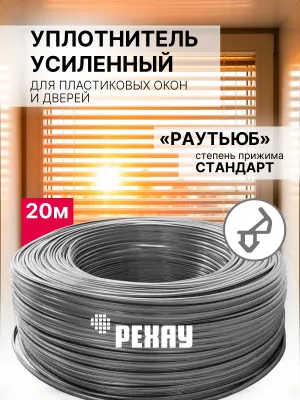 УПЛОТНИТЕЛЬ
УСИЛЕННЫЙ
ДЛЯ ПЛАСТИКОВЫХ ОКОН
И ДВЕРЕЙ
«РАУТЬЮБ»
степень прижима
СТАНДАРТ
20м
РЕХАУ